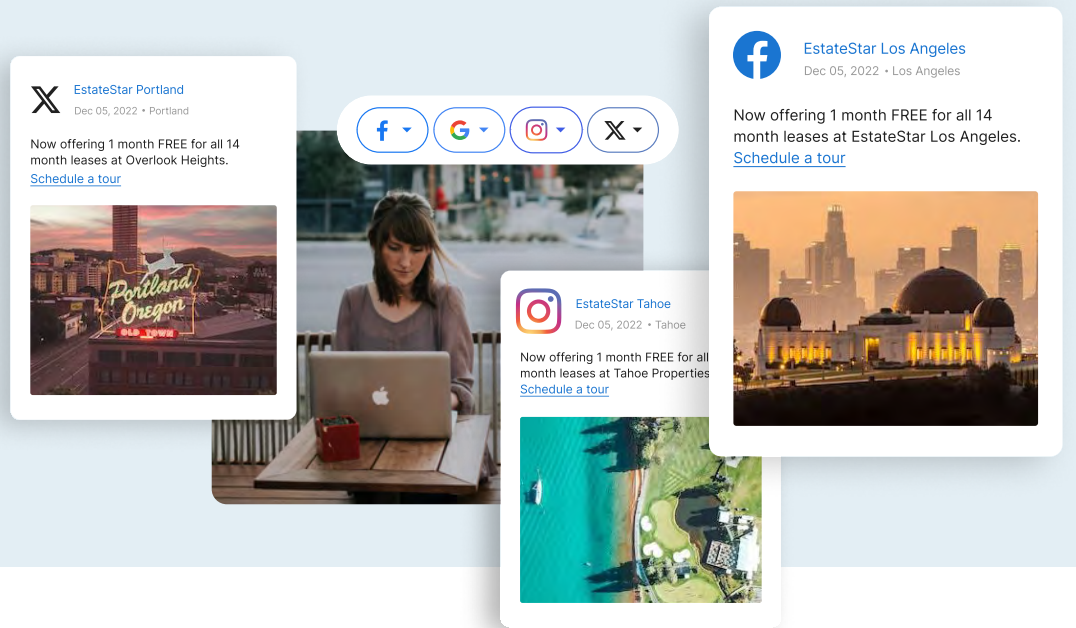 EstateStar Portland
Dec 05, 2022 • Portland
Now offering 1 month FREE for all 14
month leases at Overlook Heights.
Schedule a tour
Portland
Oregon
OLD TOWN
EstateStar Tahoe
Dec 05, 2022 • Tahoe
Now offering 1 month FREE for all
month leases at Tahoe Properties
Schedule a tour
EstateStar Los Angeles
Dec 05, 2022 • Los Angeles
Now offering 1 month FREE for all 14
month leases at EstateStar Los Angeles.
Schedule a tour